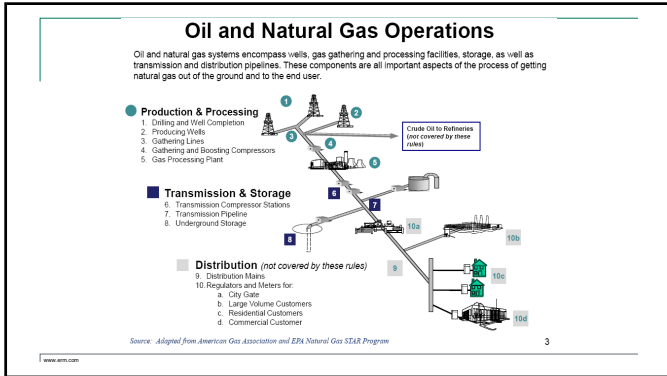 Oil and Natural Gas Operations
Oil and natural gas systems encompass wells, gas gathering and processing facilities, storage, as well as
transmission and distribution pipelines. These components are all important aspects of the process of getting
natural gas out of the ground and to the end user.
Production & Processing
1. Drilling and Well Completion
2. Producing Wells
3. Gathering Lines
4. Gathering and Boosting Compressors
5. Gas Processing Plant
1
2
3
4
5
Crude Oil to Refineries
(not covered by these
rules)
Transmission & Storage
6. Transmission Compressor Stations
7. Transmission Pipeline
8. Underground Storage
6
7
8
10a
10b
Distribution (not covered by these rules)
9. Distribution Mains
10. Regulators and Meters for:
a. City Gate
b. Large Volume Customers
c. Residential Customers
d. Commercial Customer
9
10c
10d
Source: Adapted from American Gas Association and EPA Natural Gas STAR Program
3
www.erm.com